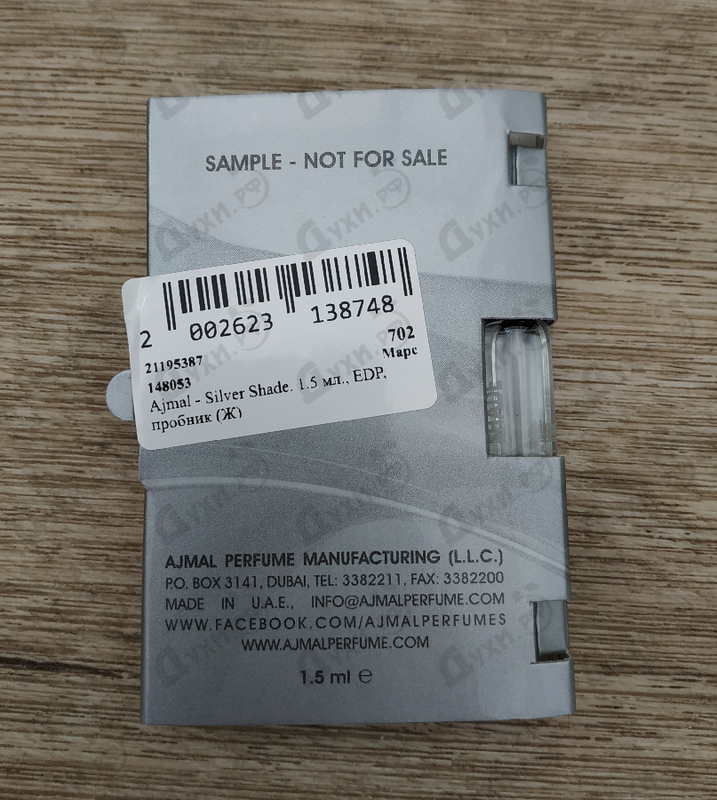 SAMPLE - NOT FOR SALE
2 002623 138748
21195387 702
148053 Марс
Ajmal - Silver Shade. 1.5 мл., EDP,
пробник (Ж)
AJMAL PERFUME MANUFACTURING (L.L.C.)
P.O. BOX 3141, DUBAI, TEL: 3382211, FAX: 3382200
MADE IN U.A.E., INFO@AJMALPERFUME.COM
WWW.FACEBOOK.COM/AJMALPERFUMES
WWW.AJMALPERFUME.COM
1.5 ml ℮
Духи.рф